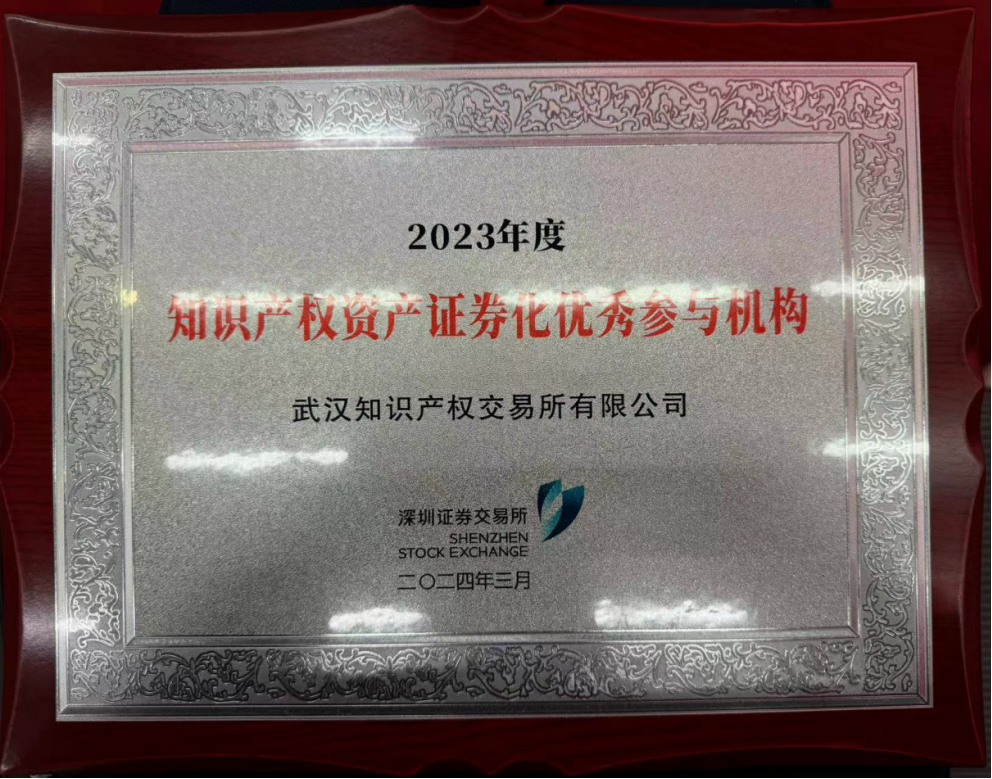 2023年度
知识产权资产证券化优秀参与机构
武汉知识产权交易所有限公司
深圳证券交易所
SHENZHEN
STOCK EXCHANGE
二〇二四年三月